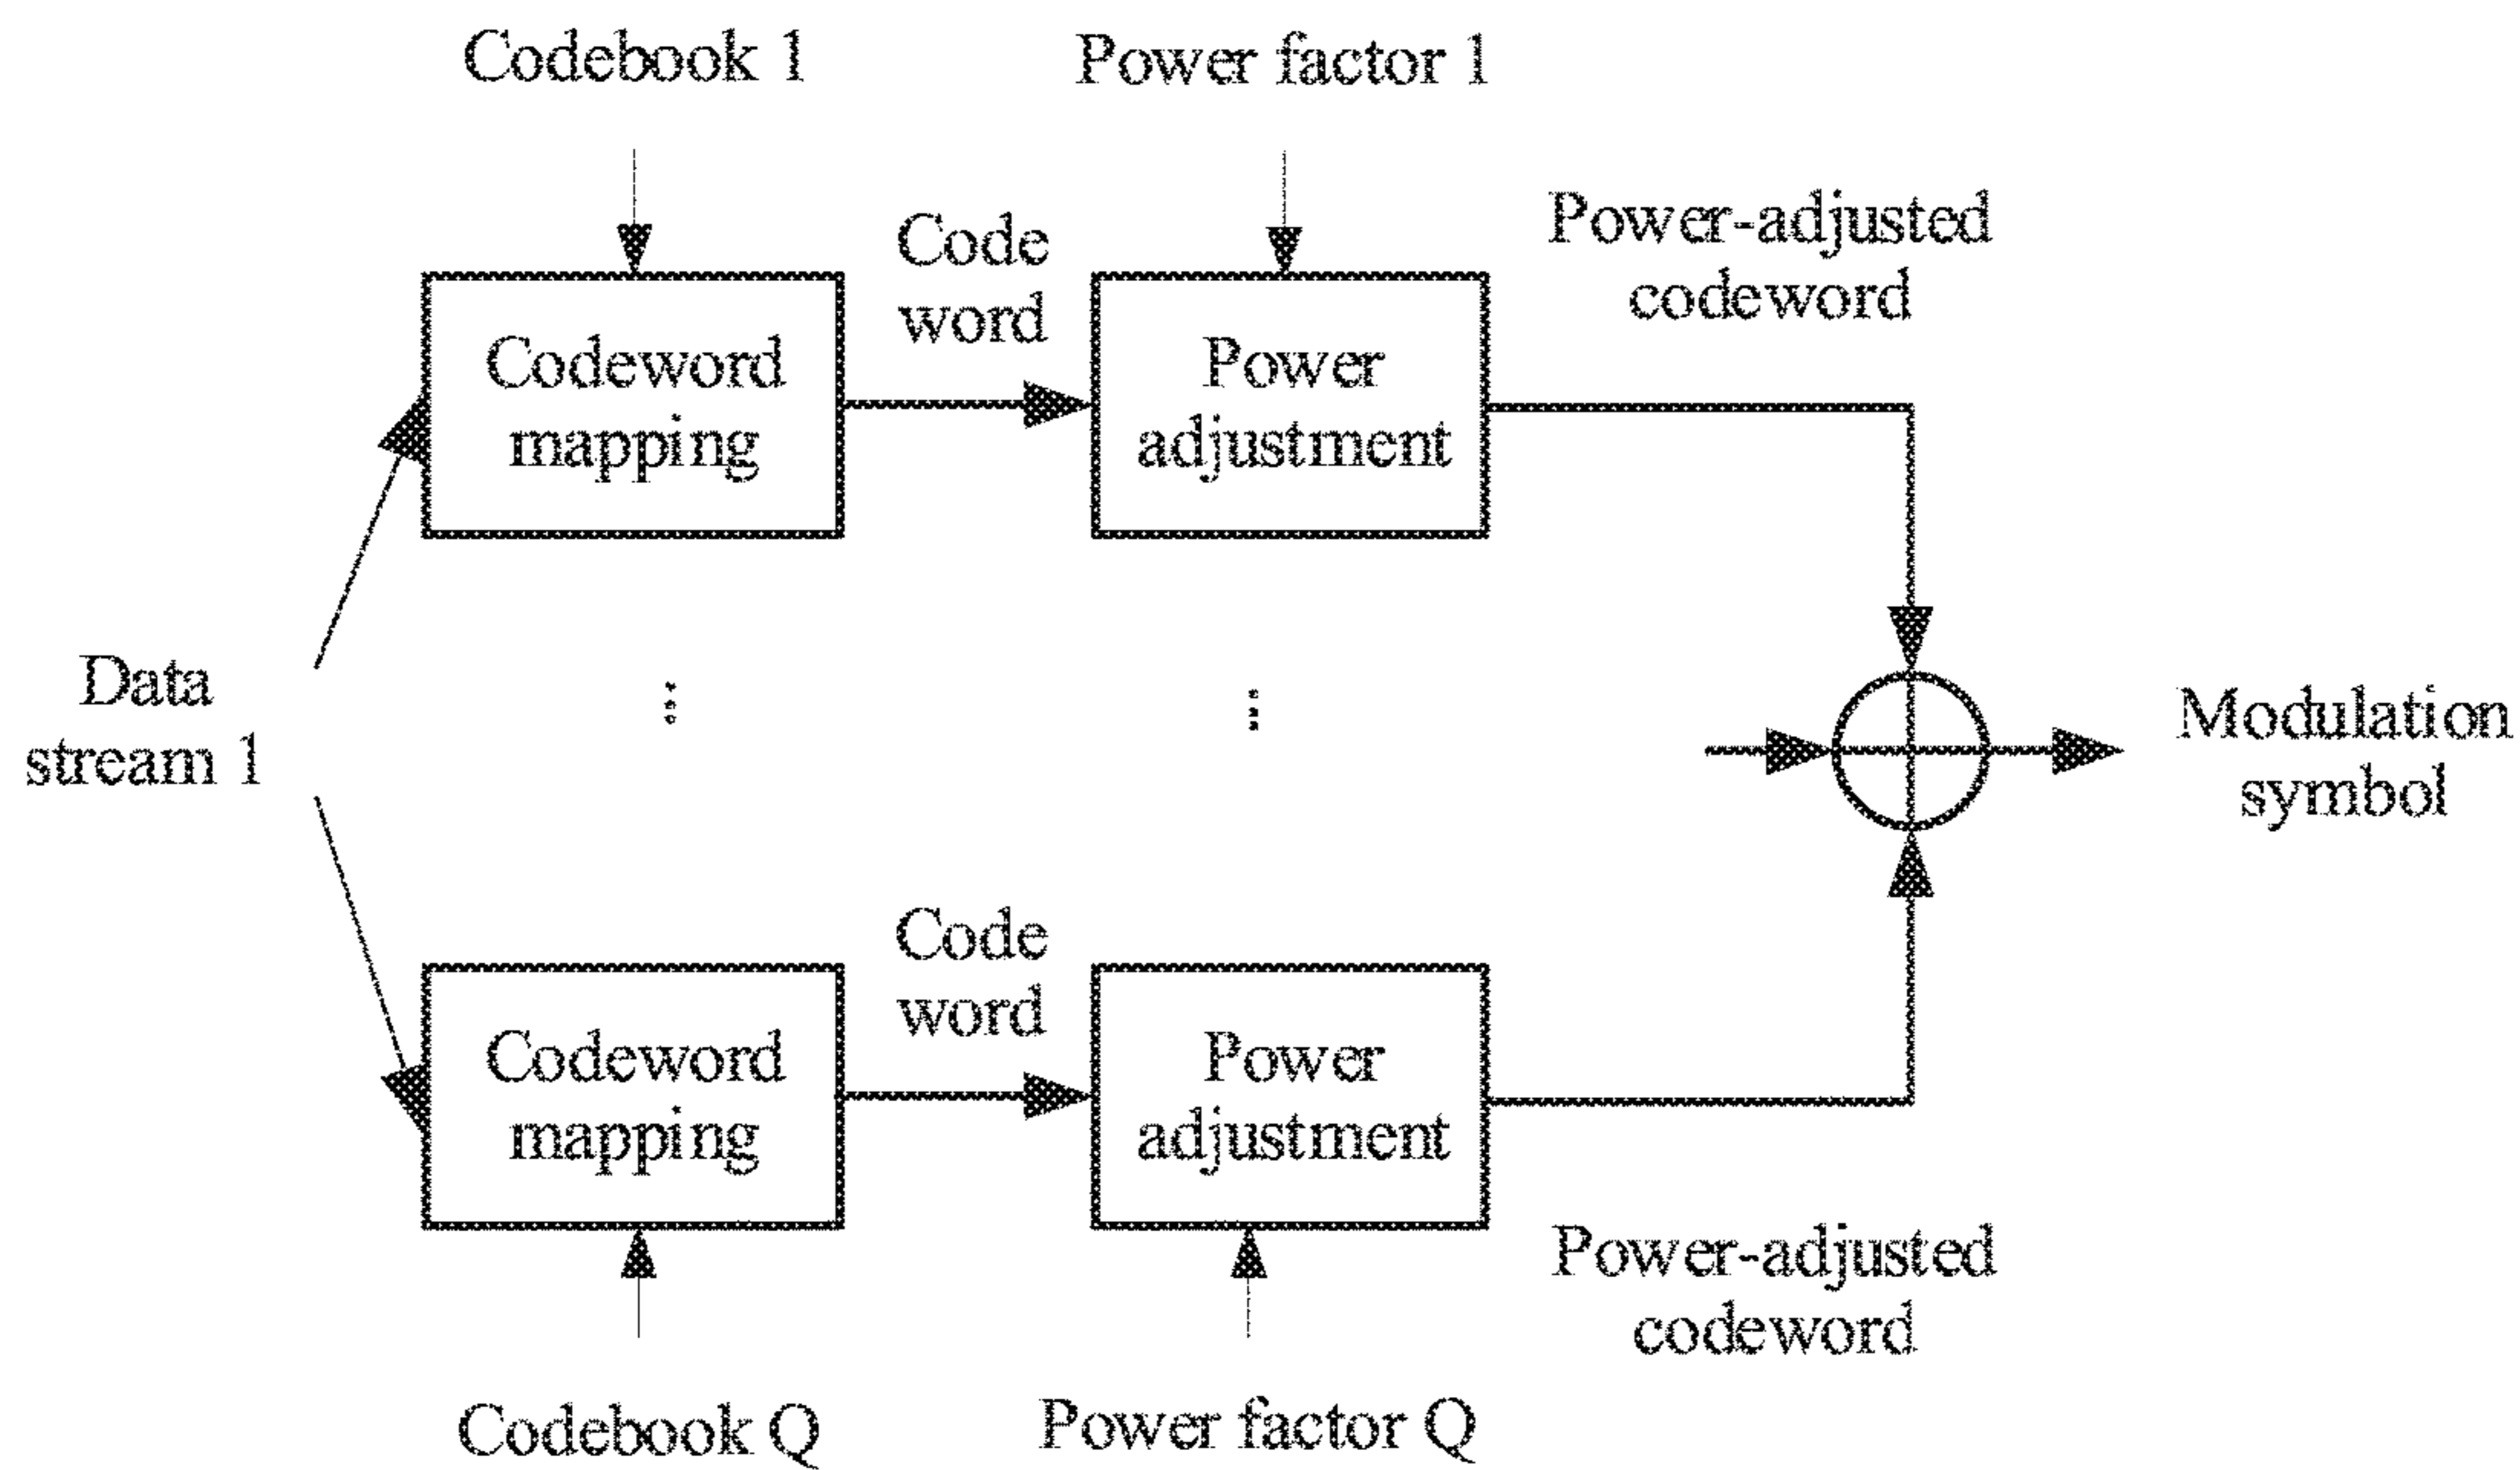 Codebook 1
Power factor 1
Code
word
Power-adjusted
codeword
Codeword
mapping
Power
adjustment
Data
stream 1
Modulation
symbol
Code
word
Codeword
mapping
Power
adjustment
Power-adjusted
codeword
Codebook Q
Power factor Q